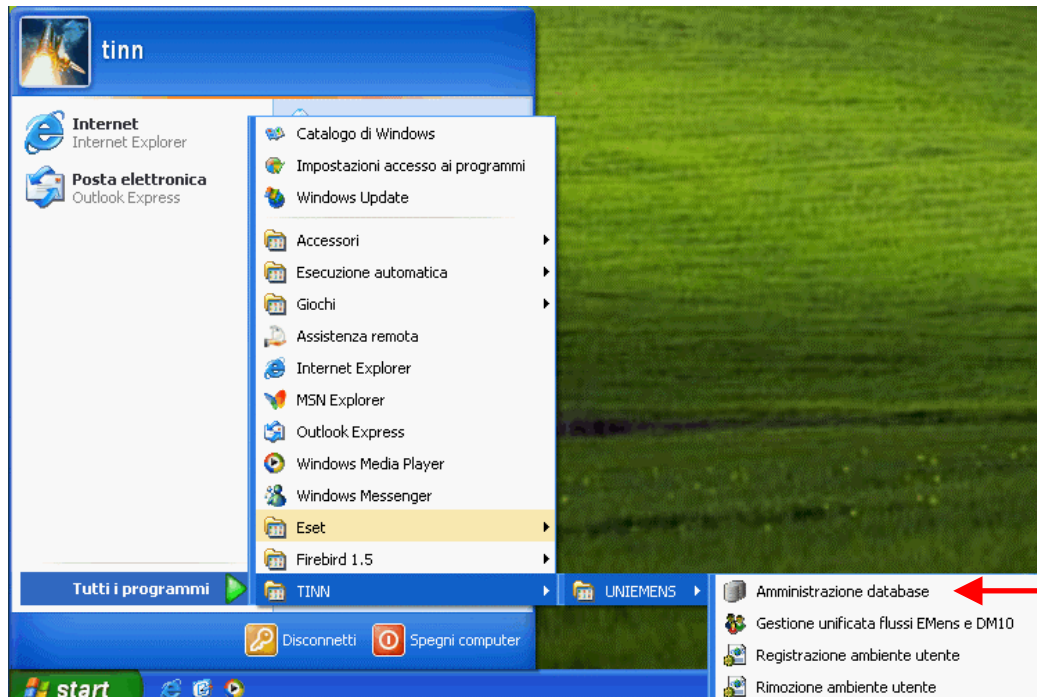 tinn
Internet
Internet Explorer
Posta elettronica
Outlook Express
Catalogo di Windows
Impostazioni accesso ai programmi
Windows Update
Accessori
Esecuzione automatica
Giochi
Assistenza remota
Internet Explorer
MSN Explorer
Outlook Express
Windows Media Player
Windows Messenger
Eset
Firebird 1.5
Tutti i programmi
TINN
UNIEMENS
Amministrazione database
Gestione unificata flussi EMens e DM10
Registrazione ambiente utente
Rimozione ambiente utente
Disconnetti
Spegni computer
start